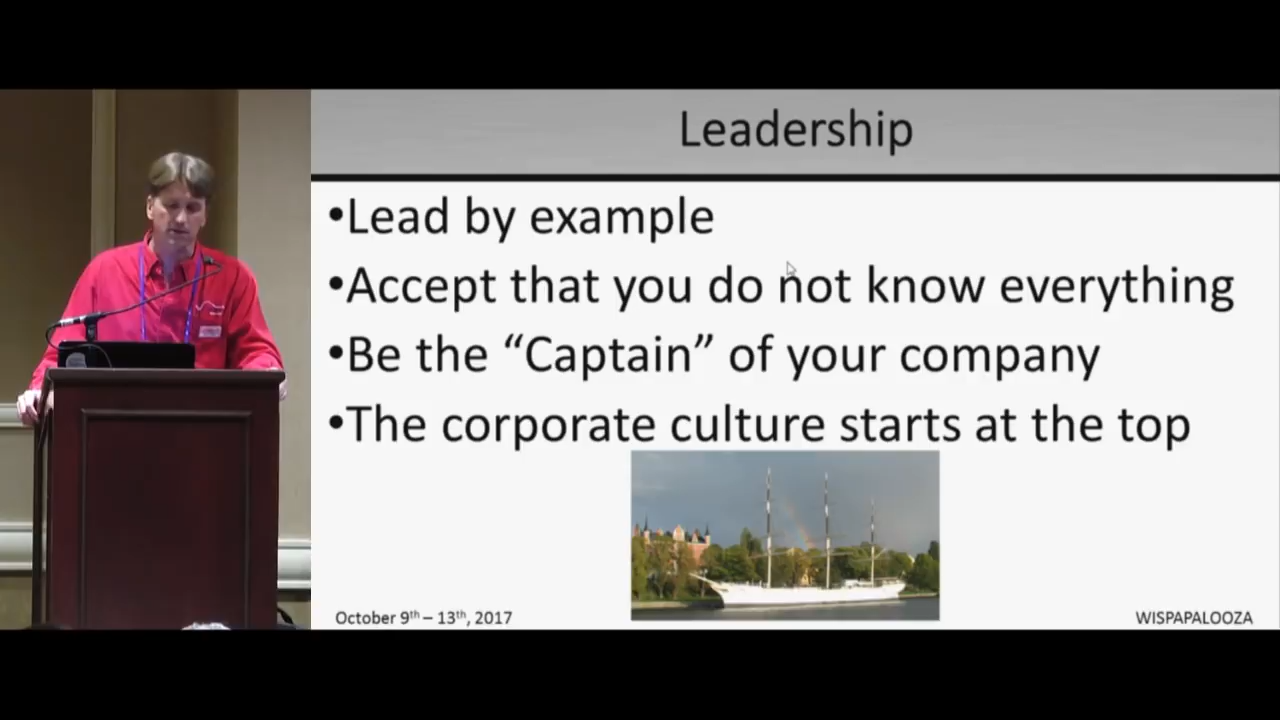 Leadership
•Lead by example
•Accept that you do not know everything
•Be the “Captain” of your company
•The corporate culture starts at the top
October 9th – 13th, 2017
WISPAPALOOZA